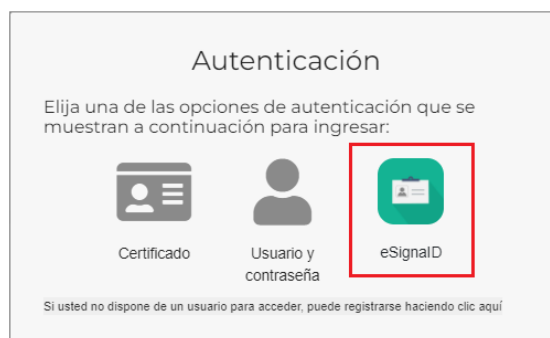 Autenticación
Elija una de las opciones de autenticación que se
muestran a continuación para ingresar:
Certificado
Usuario y
contraseña
eSignaID
Si usted no dispone de un usuario para acceder, puede registrarse haciendo clic aquí